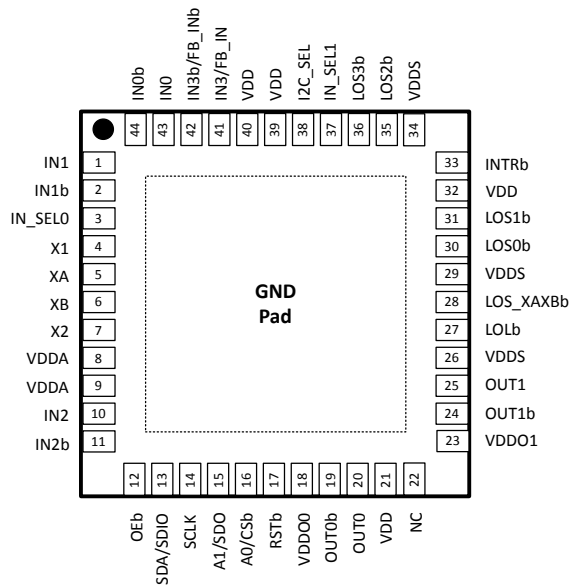 IN0b
IN0
IN3b/FB_INb
IN3/FB_IN
VDD
VDD
I2C_SEL
IN_SEL1
LOS3b
LOS2b
VDDS
44
43
42
41
40
39
38
37
36
35
34
IN1 1
IN1b 2
IN_SEL0 3
X1 4
XA 5
XB 6
X2 7
VDDA 8
VDDA 9
IN2 10
IN2b 11
GND
Pad
33 INTRb
32 VDD
31 LOS1b
30 LOS0b
29 VDDS
28 LOS_XAXBb
27 LOLb
26 VDDS
25 OUT1
24 OUT1b
23 VDDO1
12
13
14
15
16
17
18
19
20
21
22
OEb
SDA/SDIO
SCLK
A1/SDO
A0/CSb
RSTb
VDDO0
OUT0b
OUT0
VDD
NC